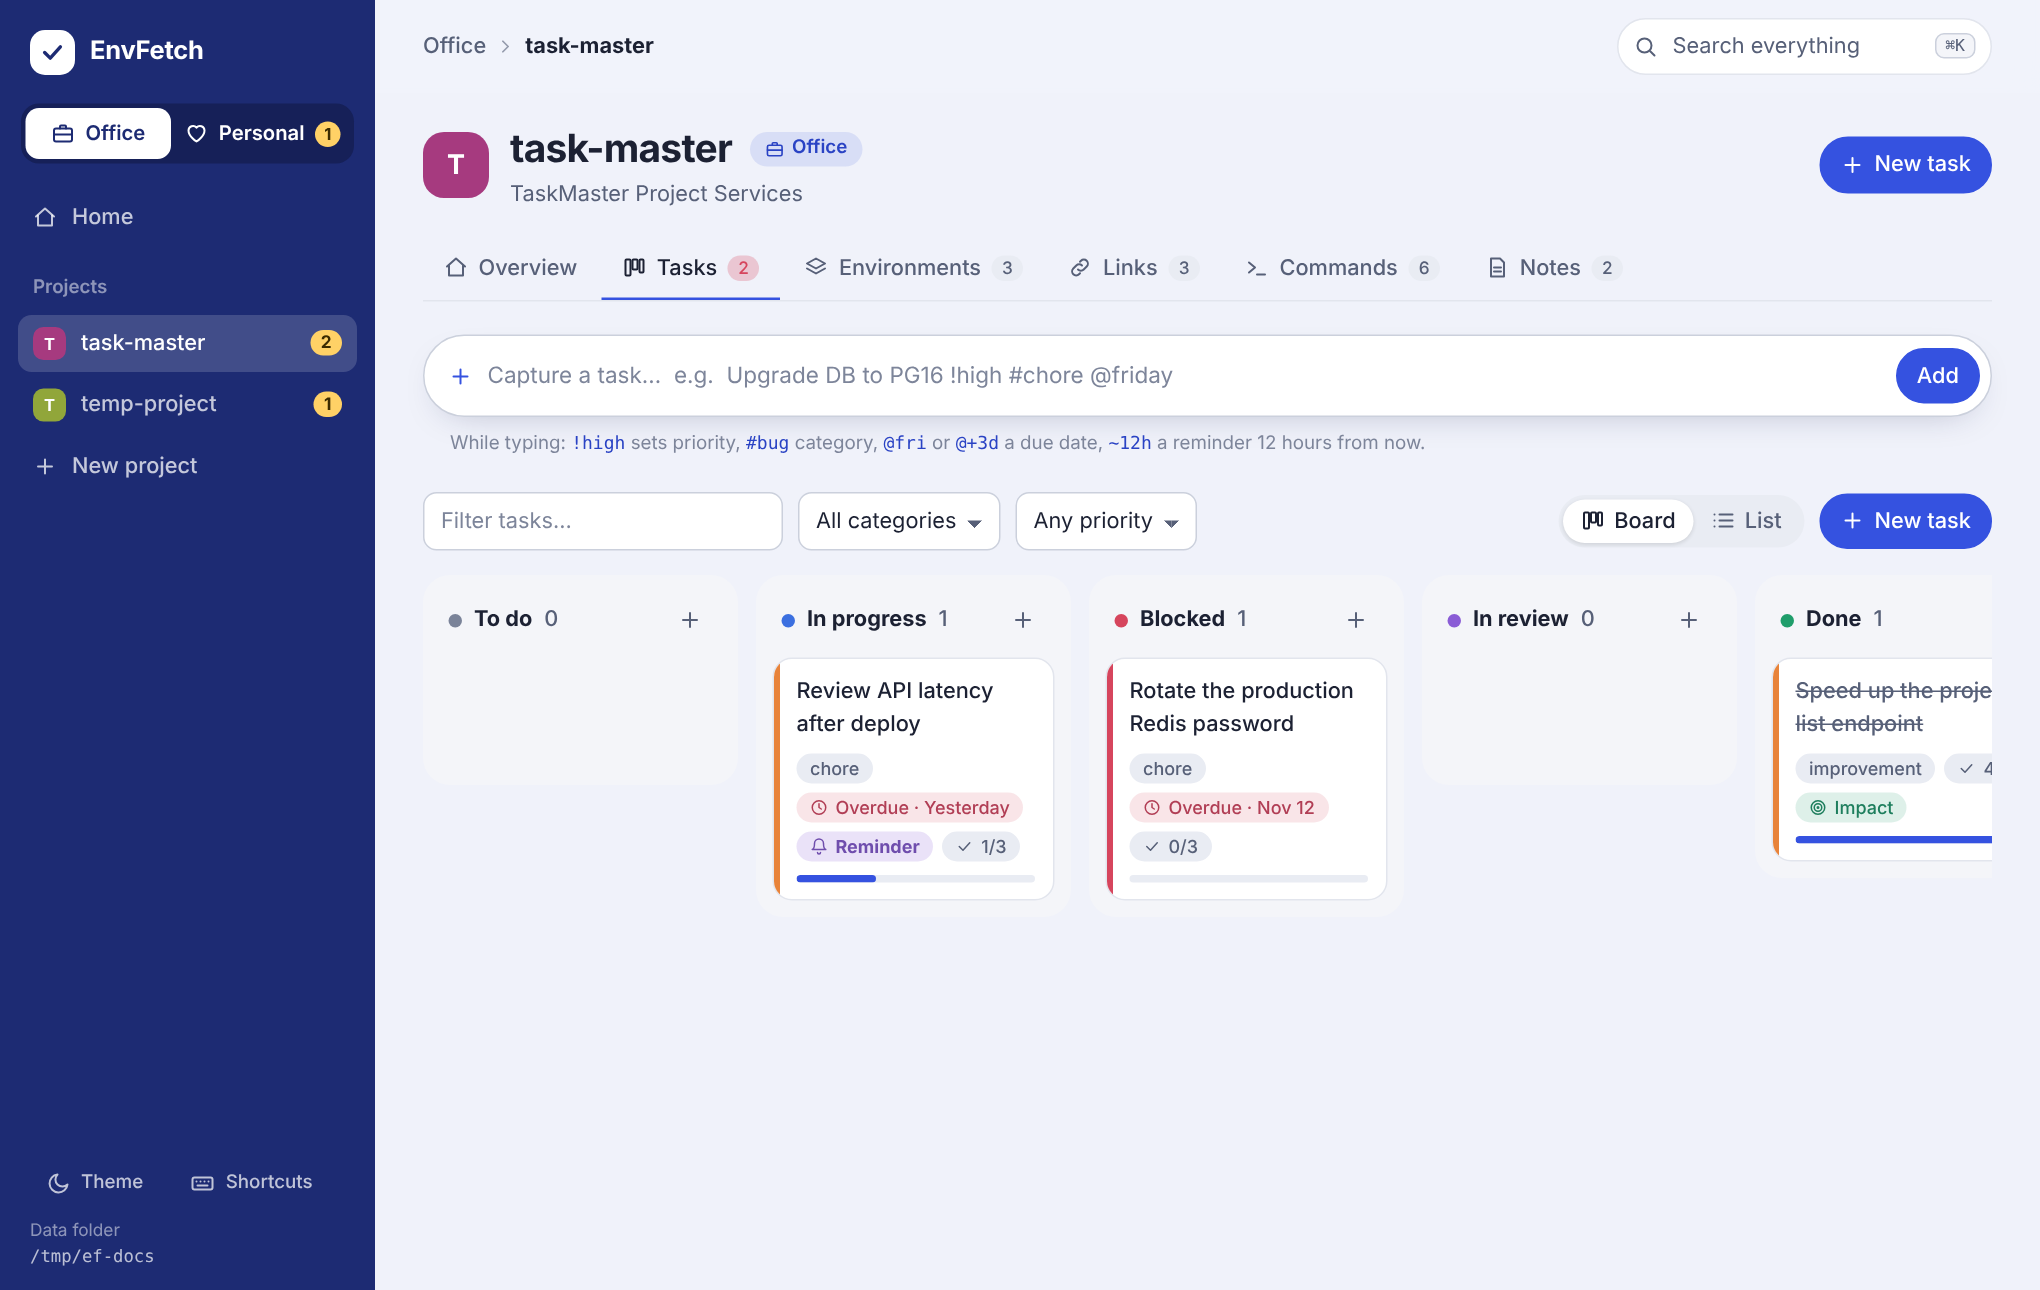 EnvFetch
Office
Personal 1
Home
Projects
T task-master 2
T temp-project 1
New project
Theme
Shortcuts
Data folder
/tmp/ef-docs
Office > task-master
Search everything ⌘K
T
task-master
Office
TaskMaster Project Services
+ New task
Overview
Tasks 2
Environments 3
Links 3
Commands 6
Notes 2
+ Capture a task... e.g. Upgrade DB to PG16 !high #chore @friday
Add
While typing: !high sets priority, #bug category, @fri or @+3d a due date, ~12h a reminder 12 hours from now.
Filter tasks...
All categories
Any priority
Board
List
+ New task
To do 0 +
In progress 1 +
Review API latency
after deploy
chore
Overdue · Yesterday
Reminder
1/3
Blocked 1 +
Rotate the production
Redis password
chore
Overdue · Nov 12
0/3
In review 0 +
Done 1
Speed up the proje
list endpoint
improvement
4
Impact